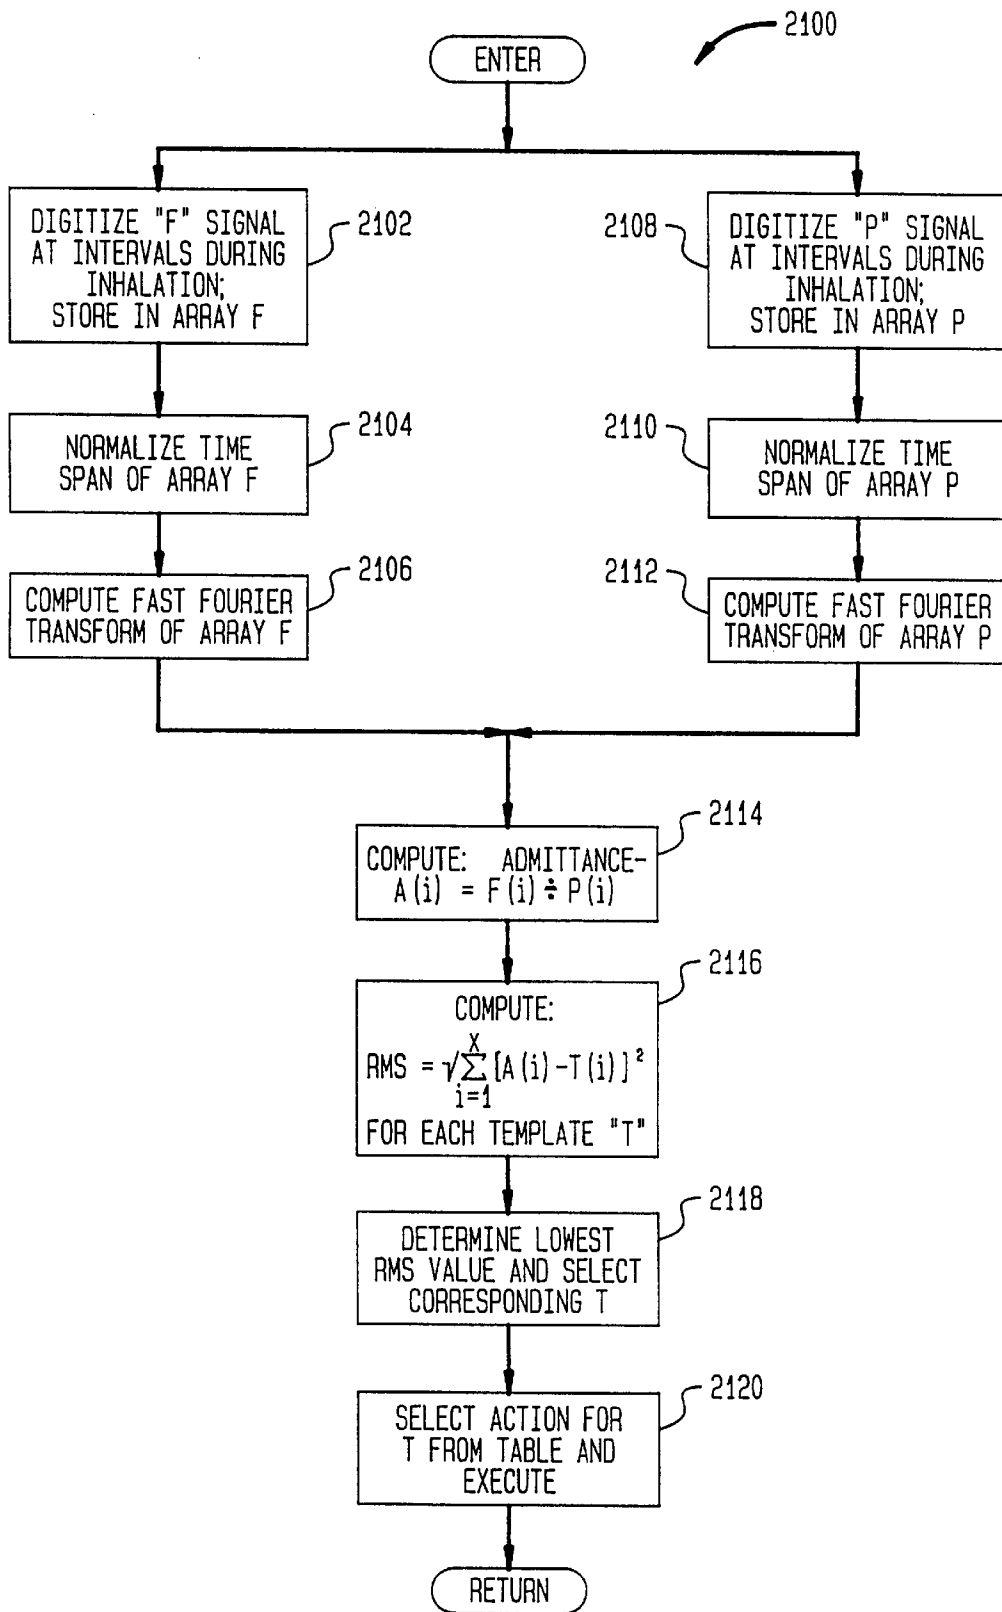 2100
ENTER
DIGITIZE "F" SIGNAL
AT INTERVALS DURING
INHALATION;
STORE IN ARRAY F
2102
2108
DIGITIZE "P" SIGNAL
AT INTERVALS DURING
INHALATION;
STORE IN ARRAY P
NORMALIZE TIME
SPAN OF ARRAY F
2104
2110
NORMALIZE TIME
SPAN OF ARRAY P
COMPUTE FAST FOURIER
TRANSFORM OF ARRAY F
2106
2112
COMPUTE FAST FOURIER
TRANSFORM OF ARRAY P
2114
COMPUTE: ADMITTANCE-
A(i) = F(i) ÷ P(i)
2116
COMPUTE:
RMS = √∑_{i=1}^{X} [A(i)-T(i)]²
FOR EACH TEMPLATE "T"
2118
DETERMINE LOWEST
RMS VALUE AND SELECT
CORRESPONDING T
2120
SELECT ACTION FOR
T FROM TABLE AND
EXECUTE
RETURN